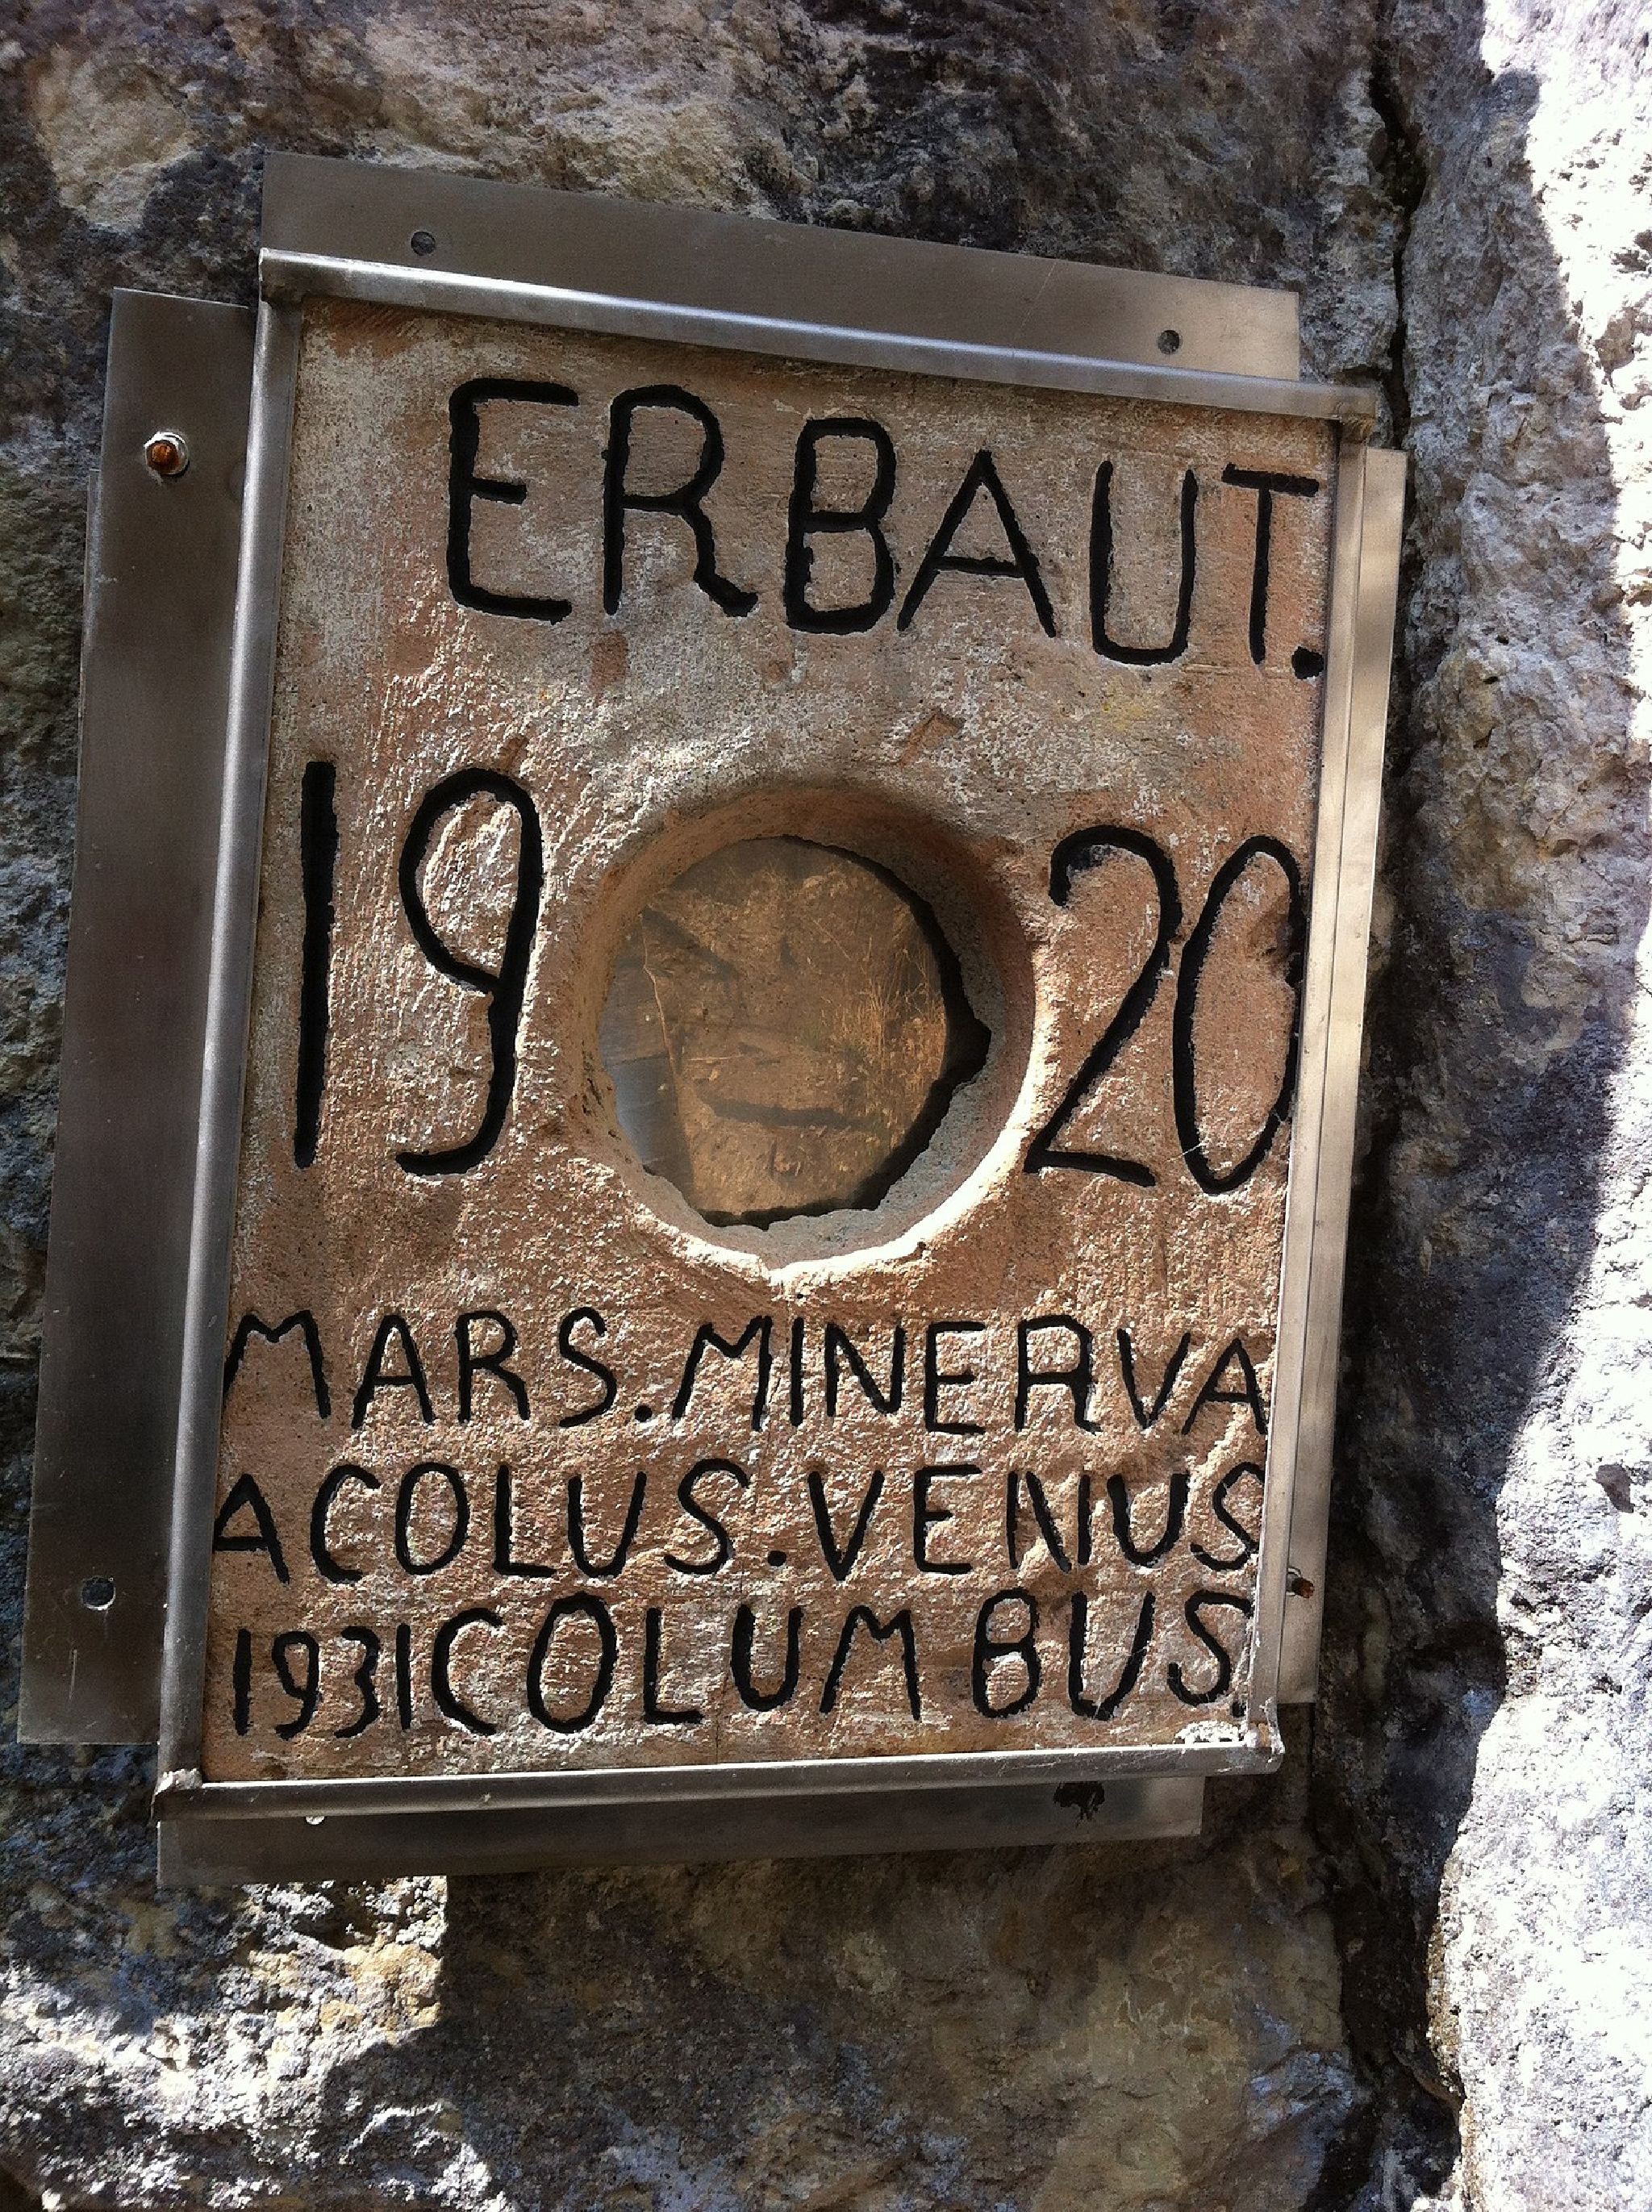 ERBAUT.
19 20
MARS.MINERVA
ACOLUS.VENUS
1931COLUMBUS.